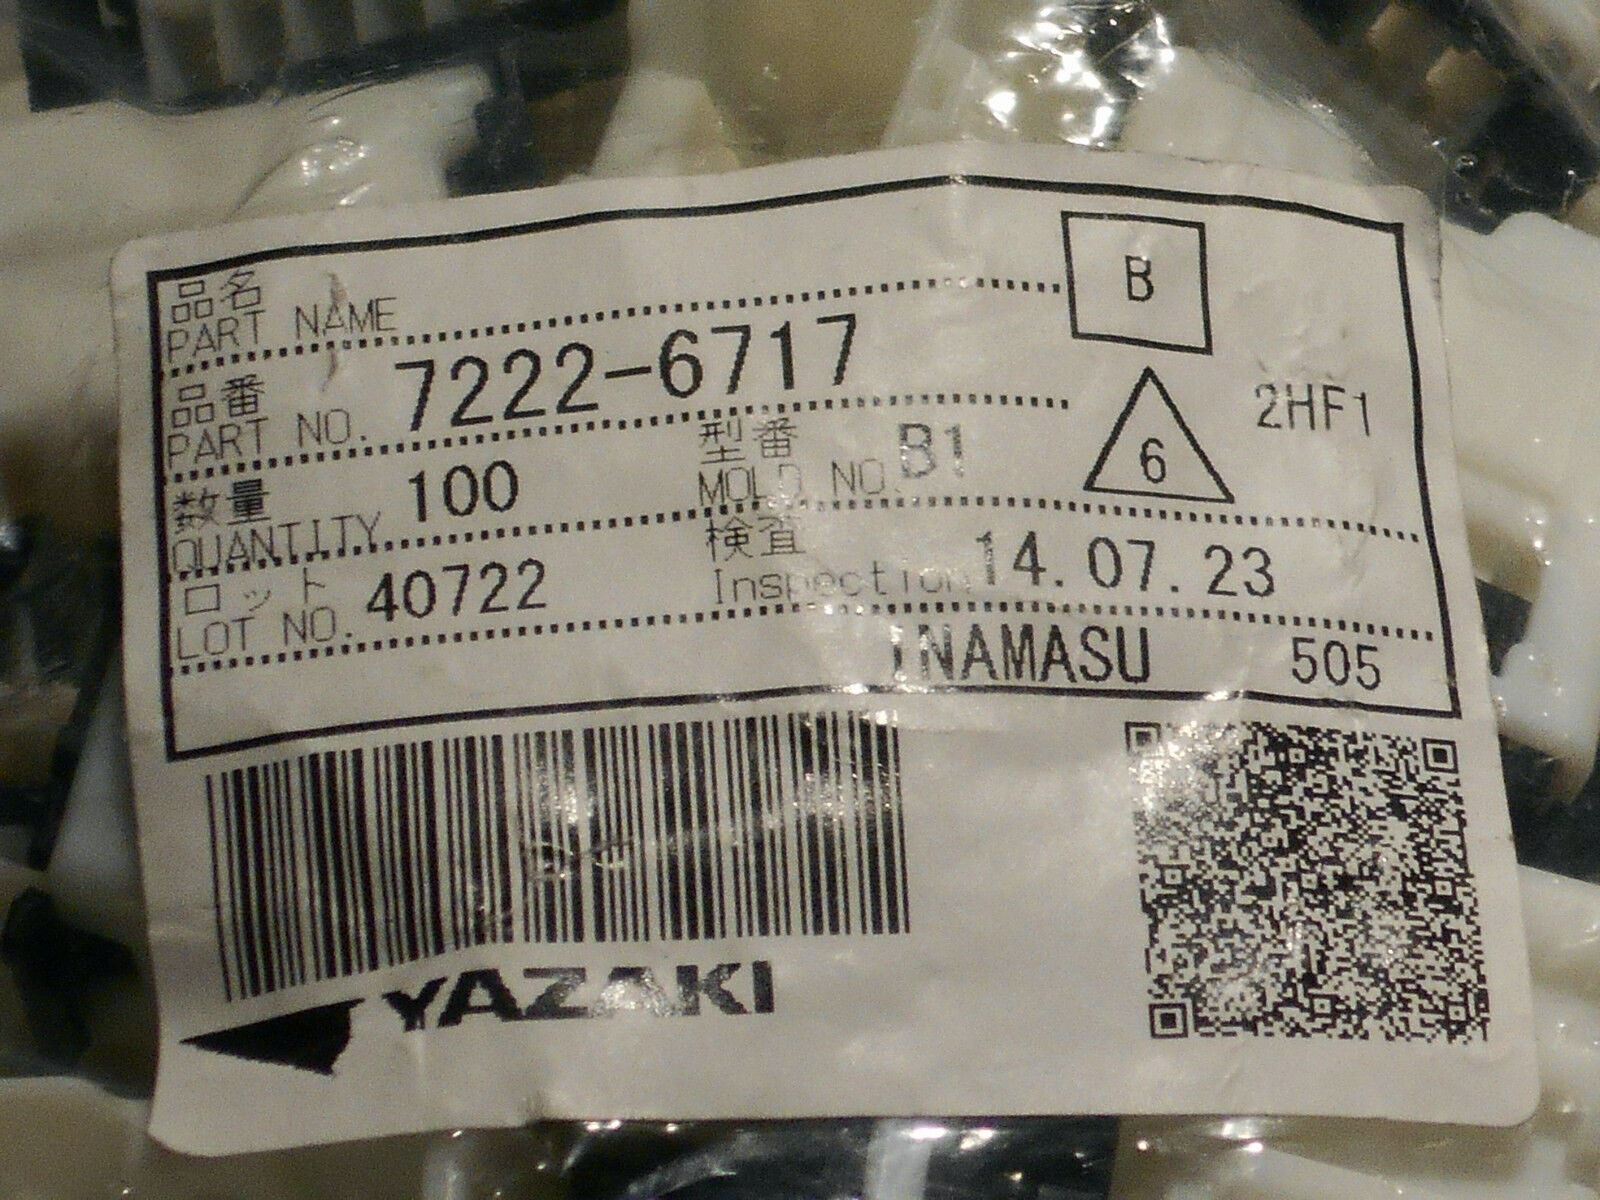 品名
PART NAME
B
品番
PART NO. 7222-6717
6
2HF1
数量
QUANTITY 100
型番
MOLD NO. B1
ロット
LOT NO. 40722
検査
Inspection 14.07.23
INAMASU 505
YAZAKI